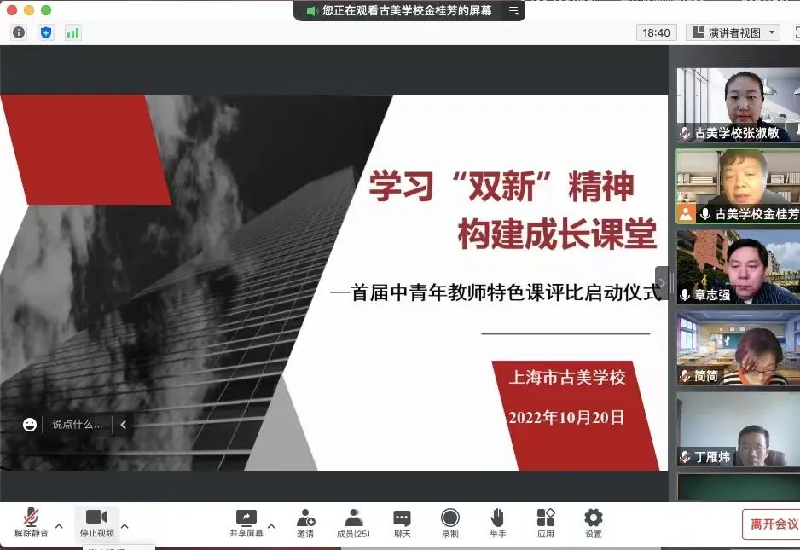 您正在观看古美学校金桂芳的屏幕
18:40
演讲者视图
学习“双新”精神
构建成长课堂
—首届中青年教师特色课评比启动仪式
上海市古美学校
2022年10月20日
说点什么...
古美学校张淑敏
古美学校金桂芳
章志强
简简
丁雁炜
解除静音
停止视频
共享屏幕
邀请
成员(25)
聊天
录制
举手
应用
设置
离开会议